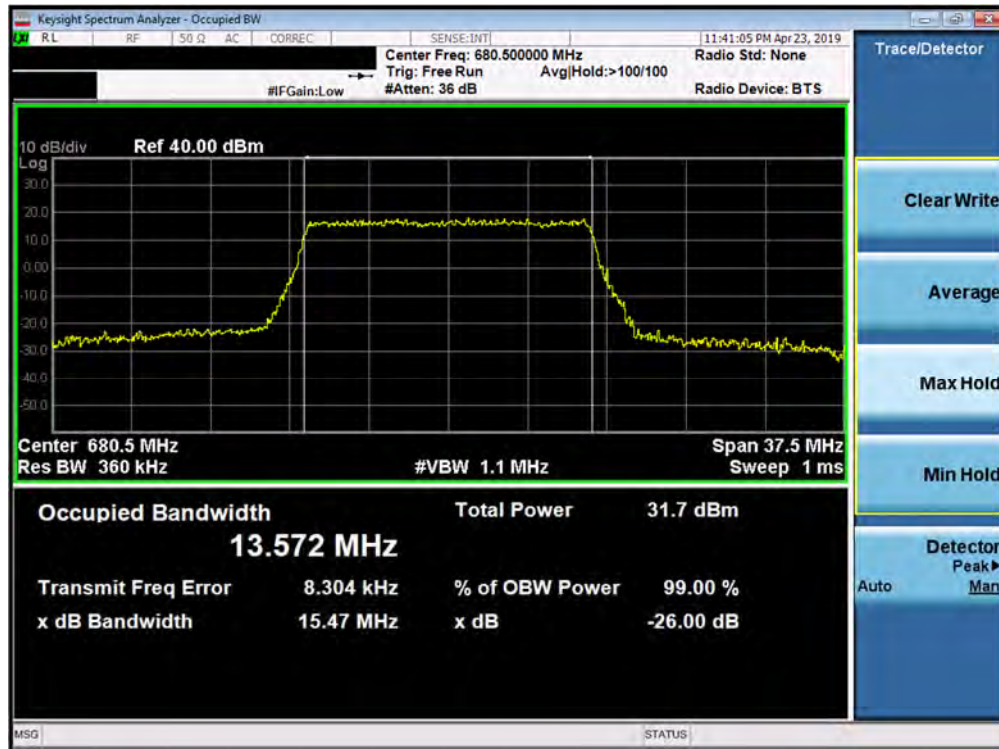 Keysight Spectrum Analyzer - Occupied BW
LXI RL RF 50 Ω AC CORREC SENSE:INT 11:41:05 PM Apr 23, 2019
Center Freq: 680.500000 MHz Radio Std: None
Trig: Free Run Avg|Hold:>100/100
#IFGain:Low #Atten: 36 dB Radio Device: BTS
Trace/Detector
10 dB/div Ref 40.00 dBm
Log
30.0
20.0
10.0
0.00
-10.0
-20.0
-30.0
-40.0
-50.0
Center 680.5 MHz Span 37.5 MHz
Res BW 360 kHz #VBW 1.1 MHz Sweep 1 ms
Occupied Bandwidth Total Power 31.7 dBm
13.572 MHz
Transmit Freq Error 8.304 kHz % of OBW Power 99.00 %
x dB Bandwidth 15.47 MHz x dB -26.00 dB
Clear Write
Average
Max Hold
Min Hold
Detector
Peak▶
Auto Man
MSG STATUS